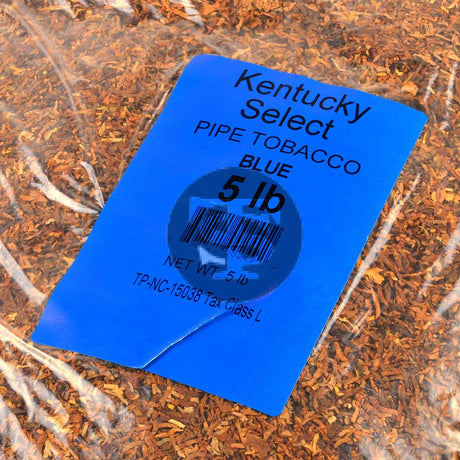 Kentucky
Select
PIPE TOBACCO
BLUE
5 lb
NET WT. 5 lb
TP-NC-15038 Tax Class L